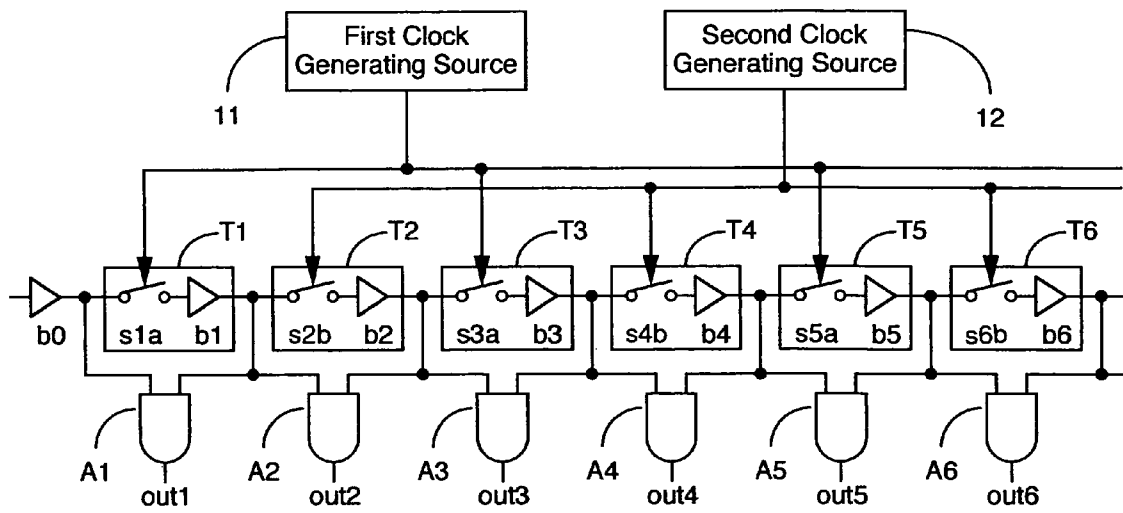 First Clock
Generating Source
Second Clock
Generating Source
11
12
T1
T2
T3
T4
T5
T6
b0
s1a b1
s2b b2
s3a b3
s4b b4
s5a b5
s6b b6
A1
A2
A3
A4
A5
A6
out1
out2
out3
out4
out5
out6